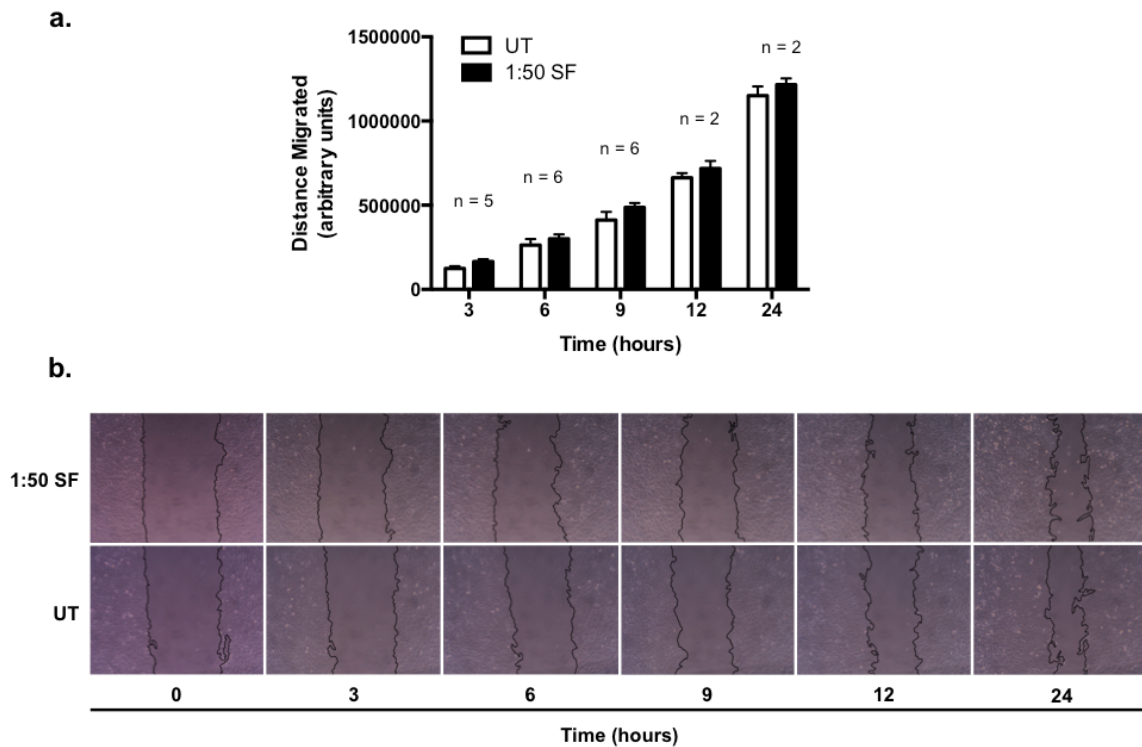 a.
1500000
1000000
500000
0
Distance Migrated
(arbitrary units)
UT
1:50 SF
n = 5
n = 6
n = 6
n = 2
n = 2
3 6 9 12 24
Time (hours)
b.
1:50 SF
UT
0 3 6 9 12 24
Time (hours)